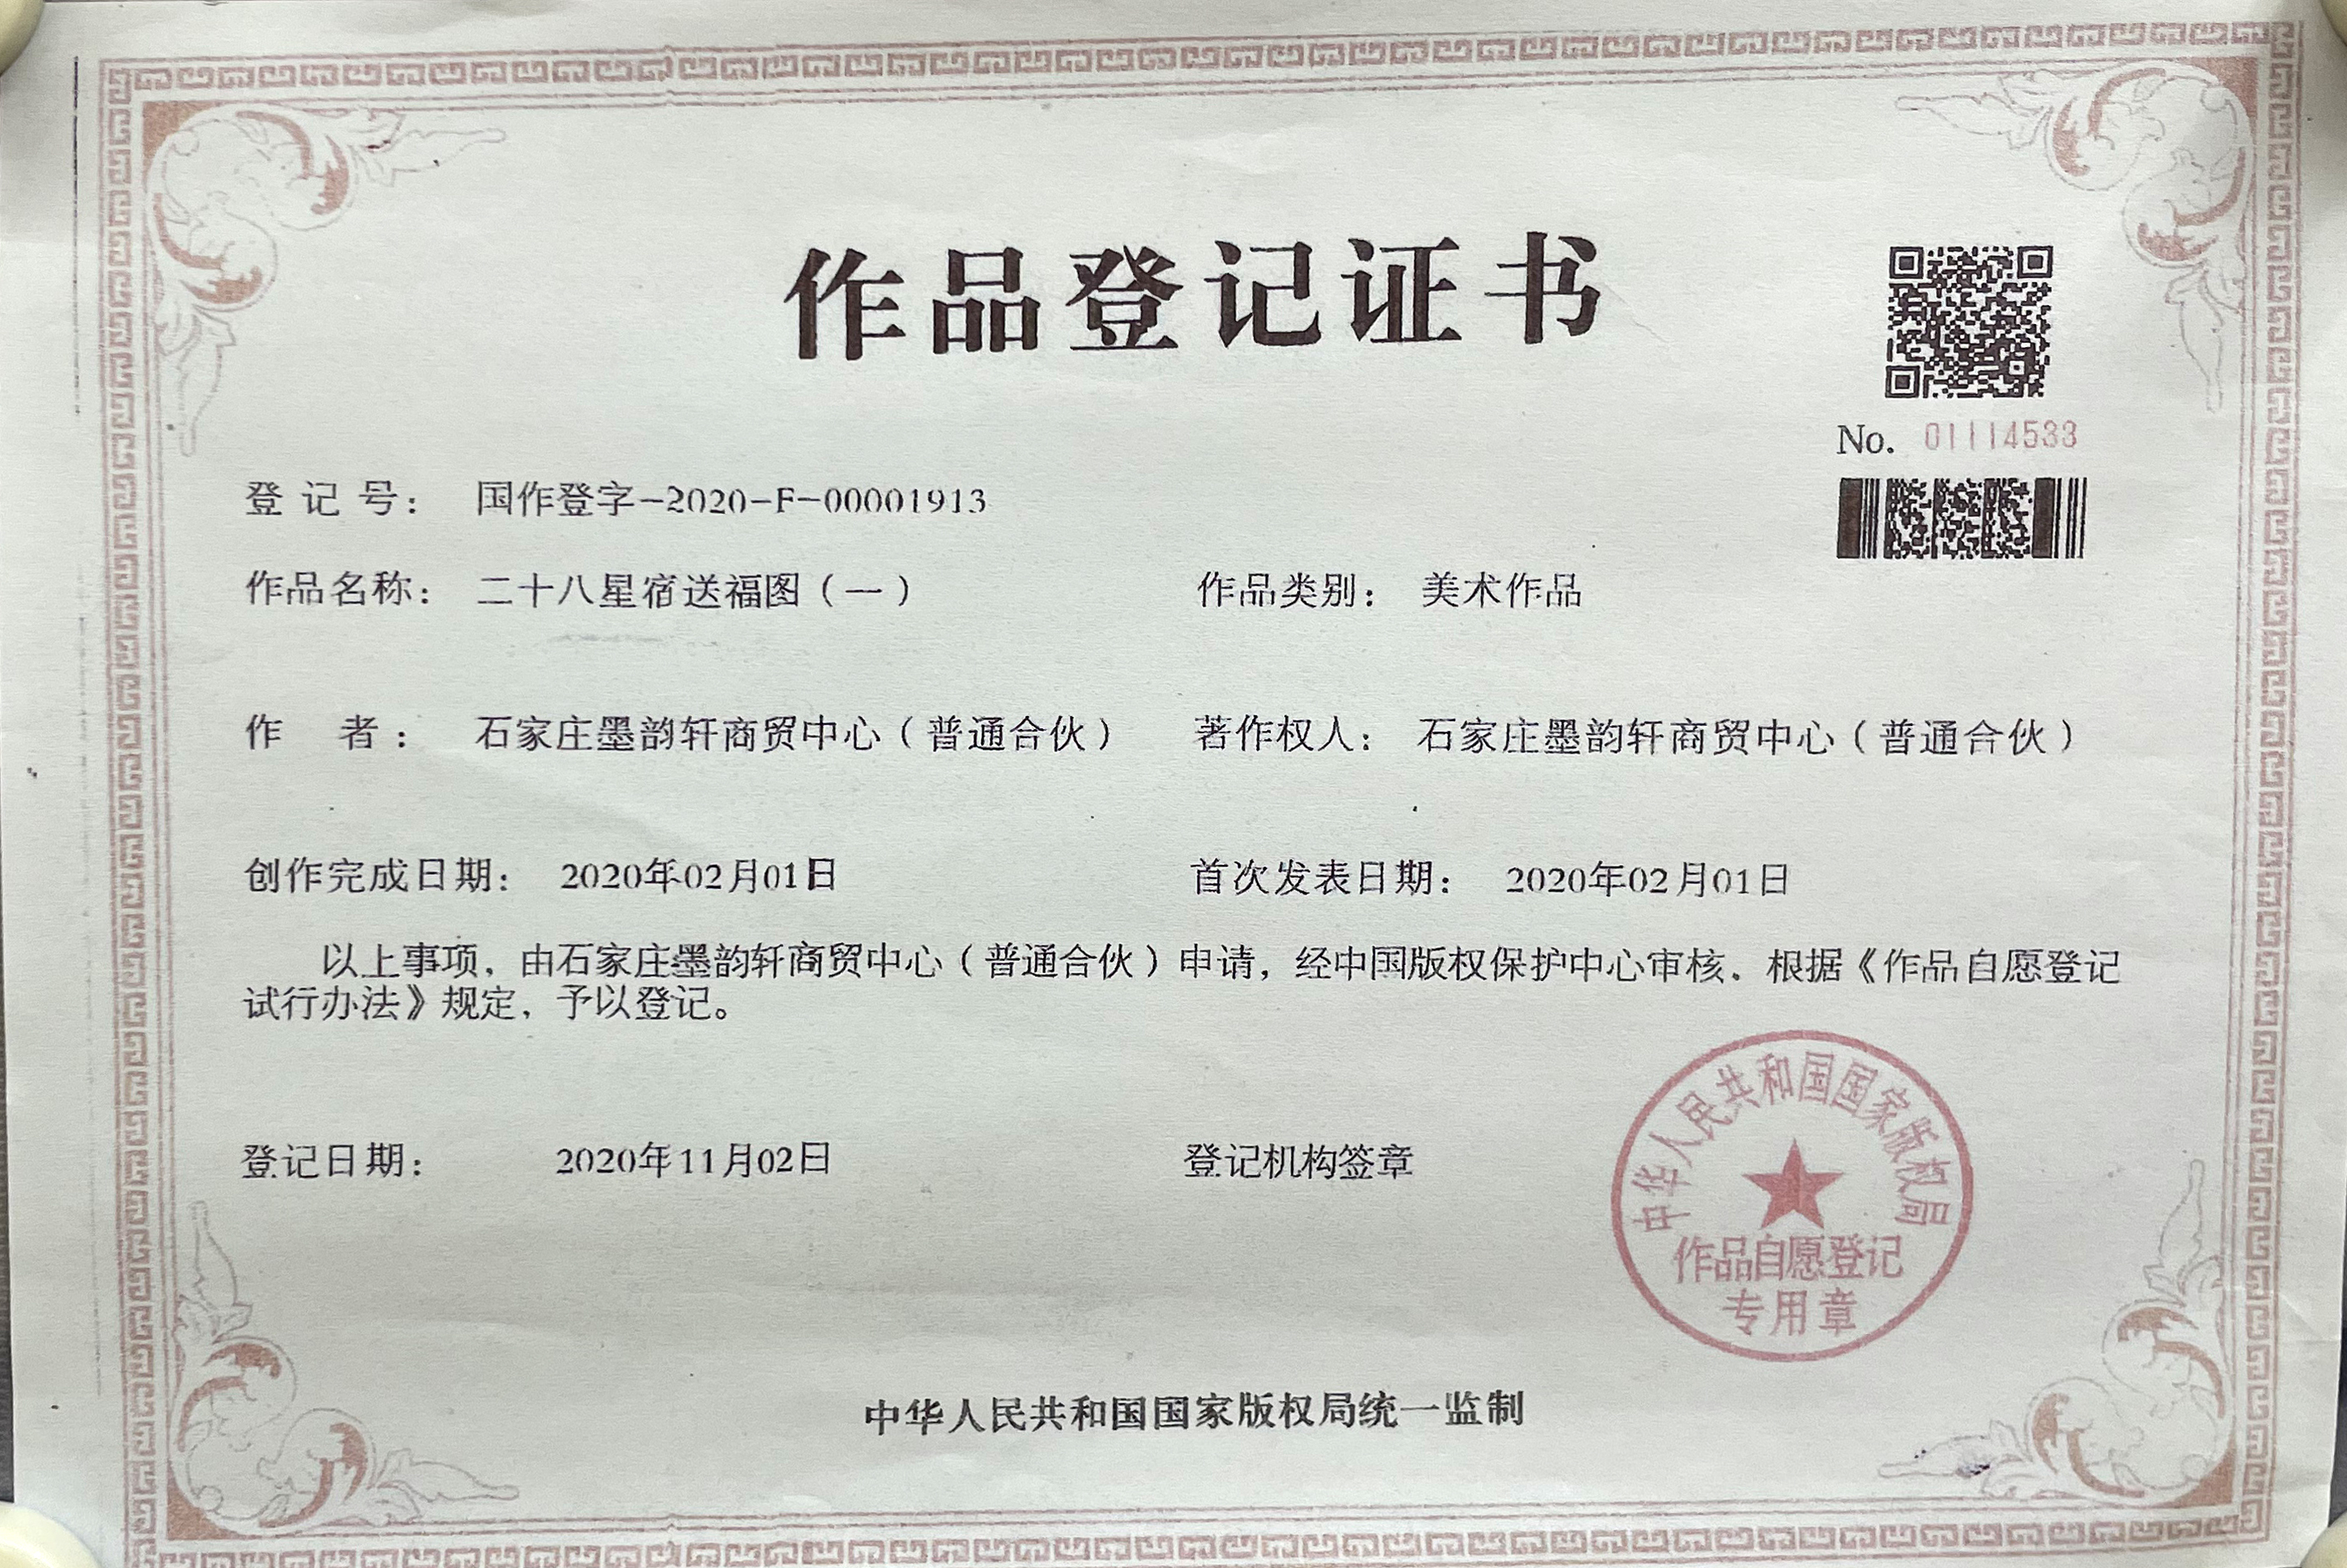 作品登记证书
No. 01114533
登 记 号： 国作登字-2020-F-00001913
作品名称： 二十八星宿送福图（一） 作品类别： 美术作品
作 者： 石家庄墨韵轩商贸中心（普通合伙） 著作权人： 石家庄墨韵轩商贸中心（普通合伙）
创作完成日期： 2020年02月01日 首次发表日期： 2020年02月01日
以上事项，由石家庄墨韵轩商贸中心（普通合伙）申请，经中国版权保护中心审核，根据《作品自愿登记
试行办法》规定，予以登记。
登记日期： 2020年11月02日 登记机构签章
中华人民共和国国家版权局
作品自愿登记
专用章
中华人民共和国国家版权局统一监制